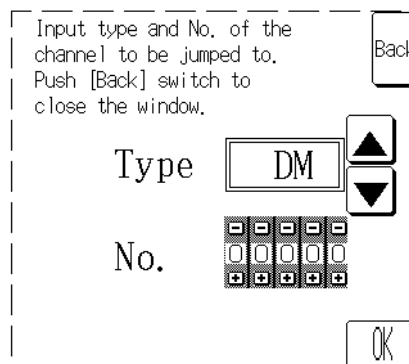 Input type and No. of the
channel to be jumped to.
Push [Back] switch to
close the window.
Back
Type DM
No. 0 0 0 0 0
OK